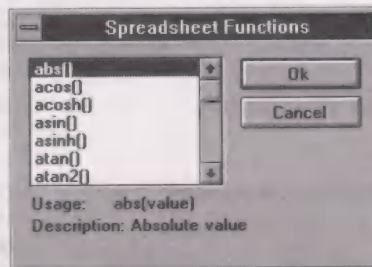 Spreadsheet Functions
abs()
acos()
acosh()
asin()
asinh()
atan()
atan2()
Ok
Cancel
Usage: abs(value)
Description: Absolute value